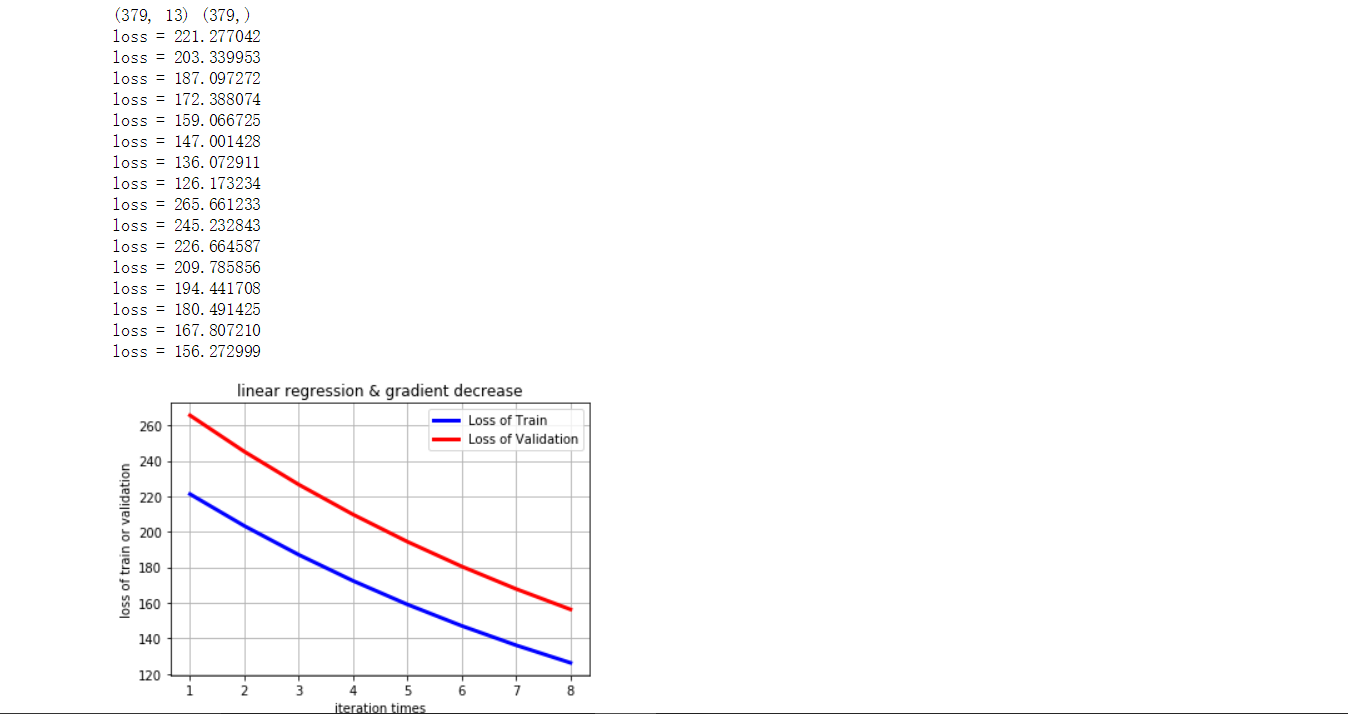 (379, 13) (379,)
loss = 221.277042
loss = 203.339953
loss = 187.097272
loss = 172.388074
loss = 159.066725
loss = 147.001428
loss = 136.072911
loss = 126.173234
loss = 265.661233
loss = 245.232843
loss = 226.664587
loss = 209.785856
loss = 194.441708
loss = 180.491425
loss = 167.807210
loss = 156.272999
linear regression & gradient decrease
Loss of Train
Loss of Validation
loss of train or validation
260
240
220
200
180
160
140
120
1 2 3 4 5 6 7 8
iteration times